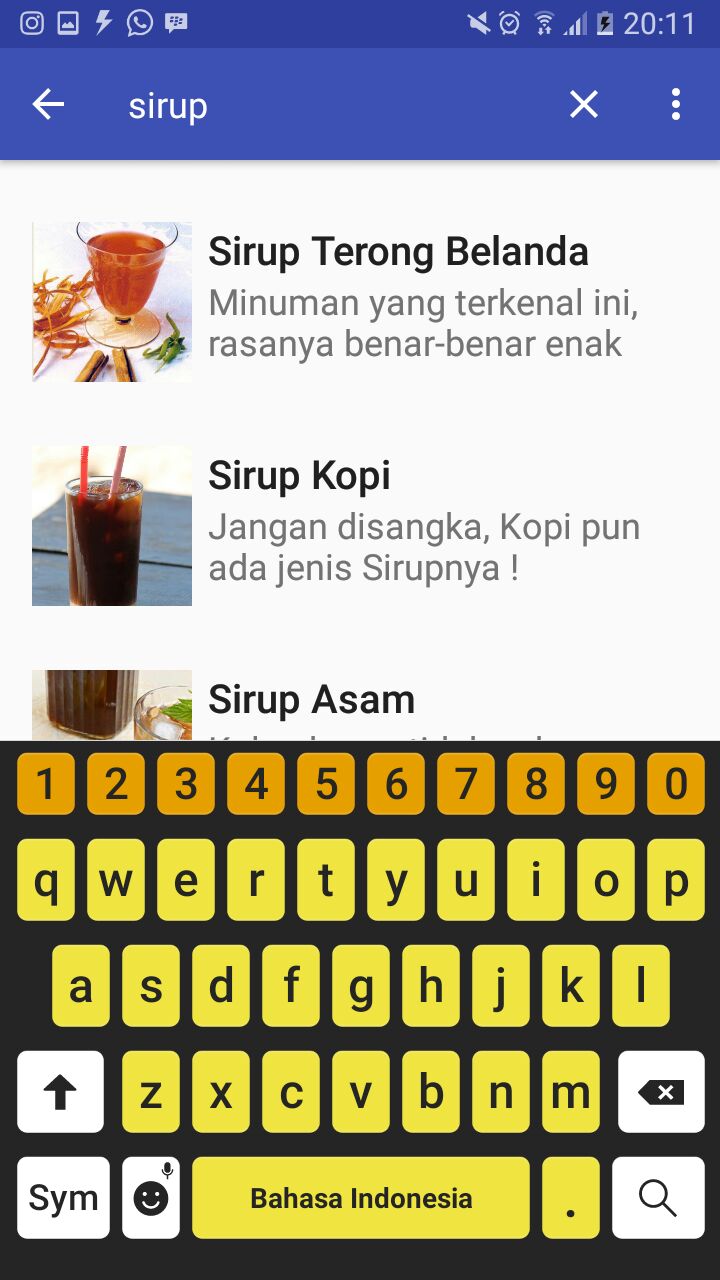 20:11
sirup
Sirup Terong Belanda
Minuman yang terkenal ini,
rasanya benar-benar enak
Sirup Kopi
Jangan disangka, Kopi pun
ada jenis Sirupnya !
Sirup Asam
1 2 3 4 5 6 7 8 9 0
q w e r t y u i o p
a s d f g h j k l
z x c v b n m
Sym Bahasa Indonesia .